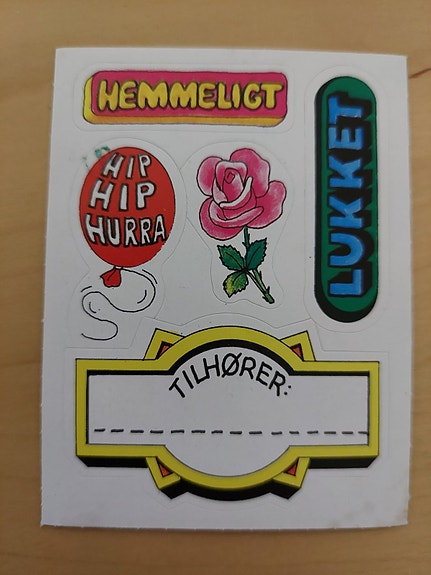 HEMMELIGT
LUKKET
HIP
HIP
HURRA
TILHØRER: